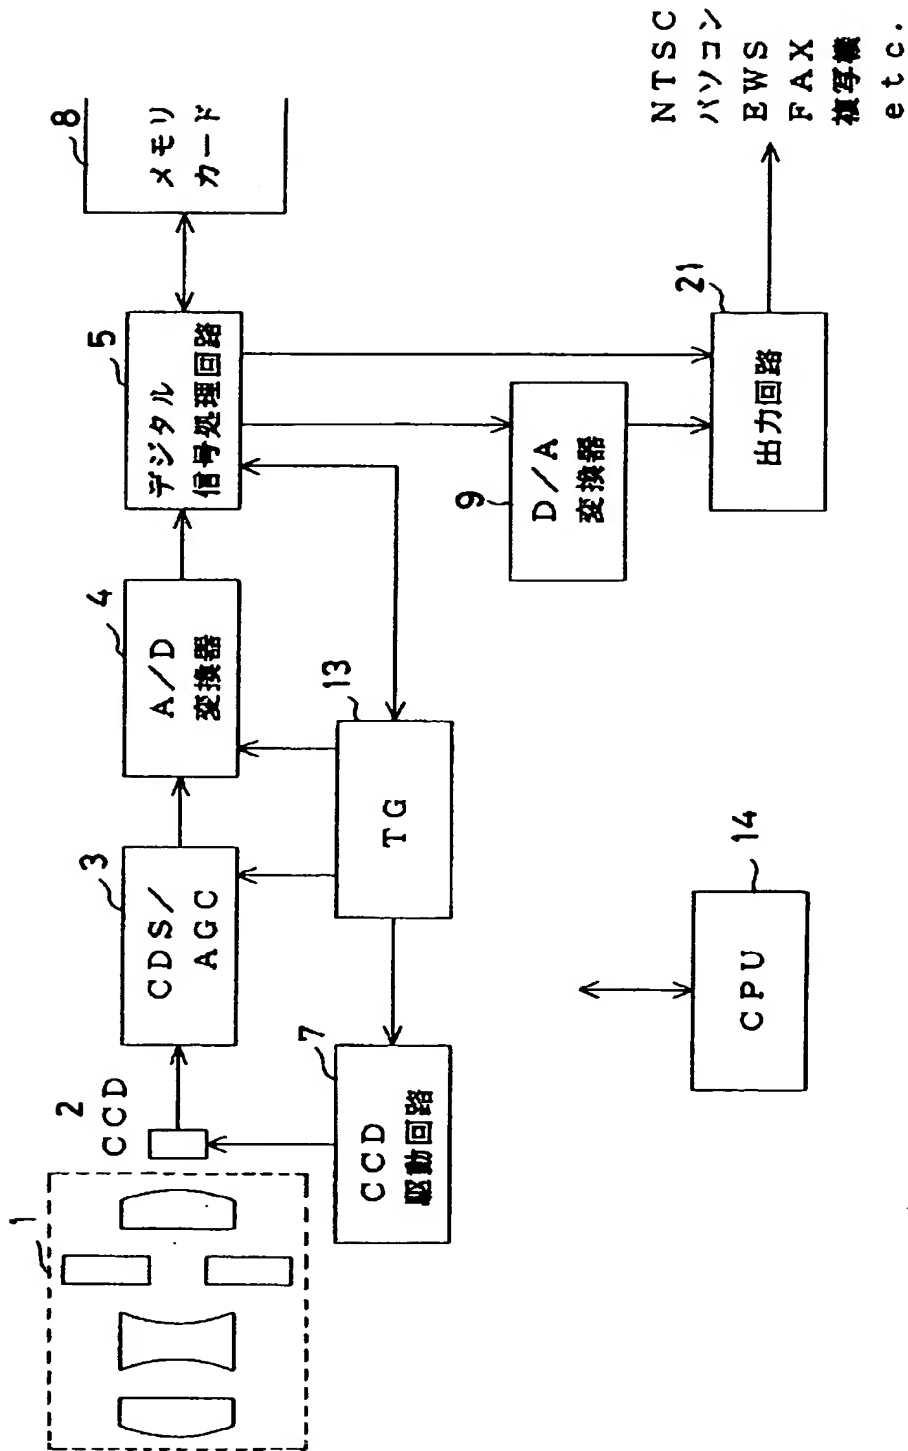 1
2
CCD
3
CDS/
AGC
4
A/D
変換器
5
デジタル
信号処理回路
8
メモリ
カード
7
CCD
駆動回路
13
TG
9
D/A
変換器
21
出力回路
14
CPU
NTSC
パソコン
EWS
FAX
複写機
etc.